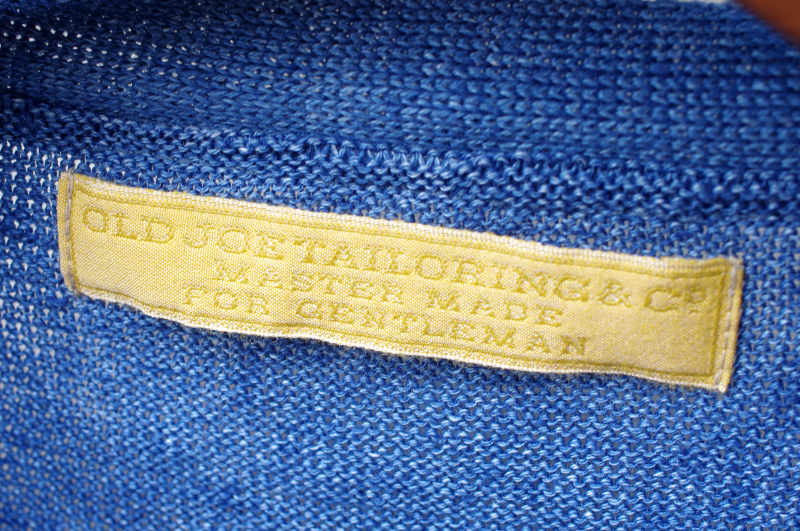 OLD JOE TAILORING & Cº
MASTER MADE
FOR GENTLEMAN